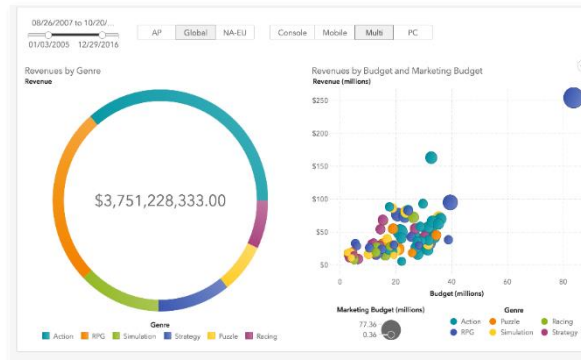 08/26/2007 to 10/20/...
01/03/2005 12/29/2016
AP Global NA-EU
Console Mobile Multi PC
Revenues by Genre
Revenue
$3,751,228,333.00
Genre
Action RPG Simulation Strategy Puzzle Racing
Revenues by Budget and Marketing Budget
Revenue (millions)
$250
$200
$150
$100
$50
$0
0 20 40 60 80
Budget (millions)
Marketing Budget (millions)
77.36
0.36
Genre
Action Puzzle Racing
RPG Simulation Strategy